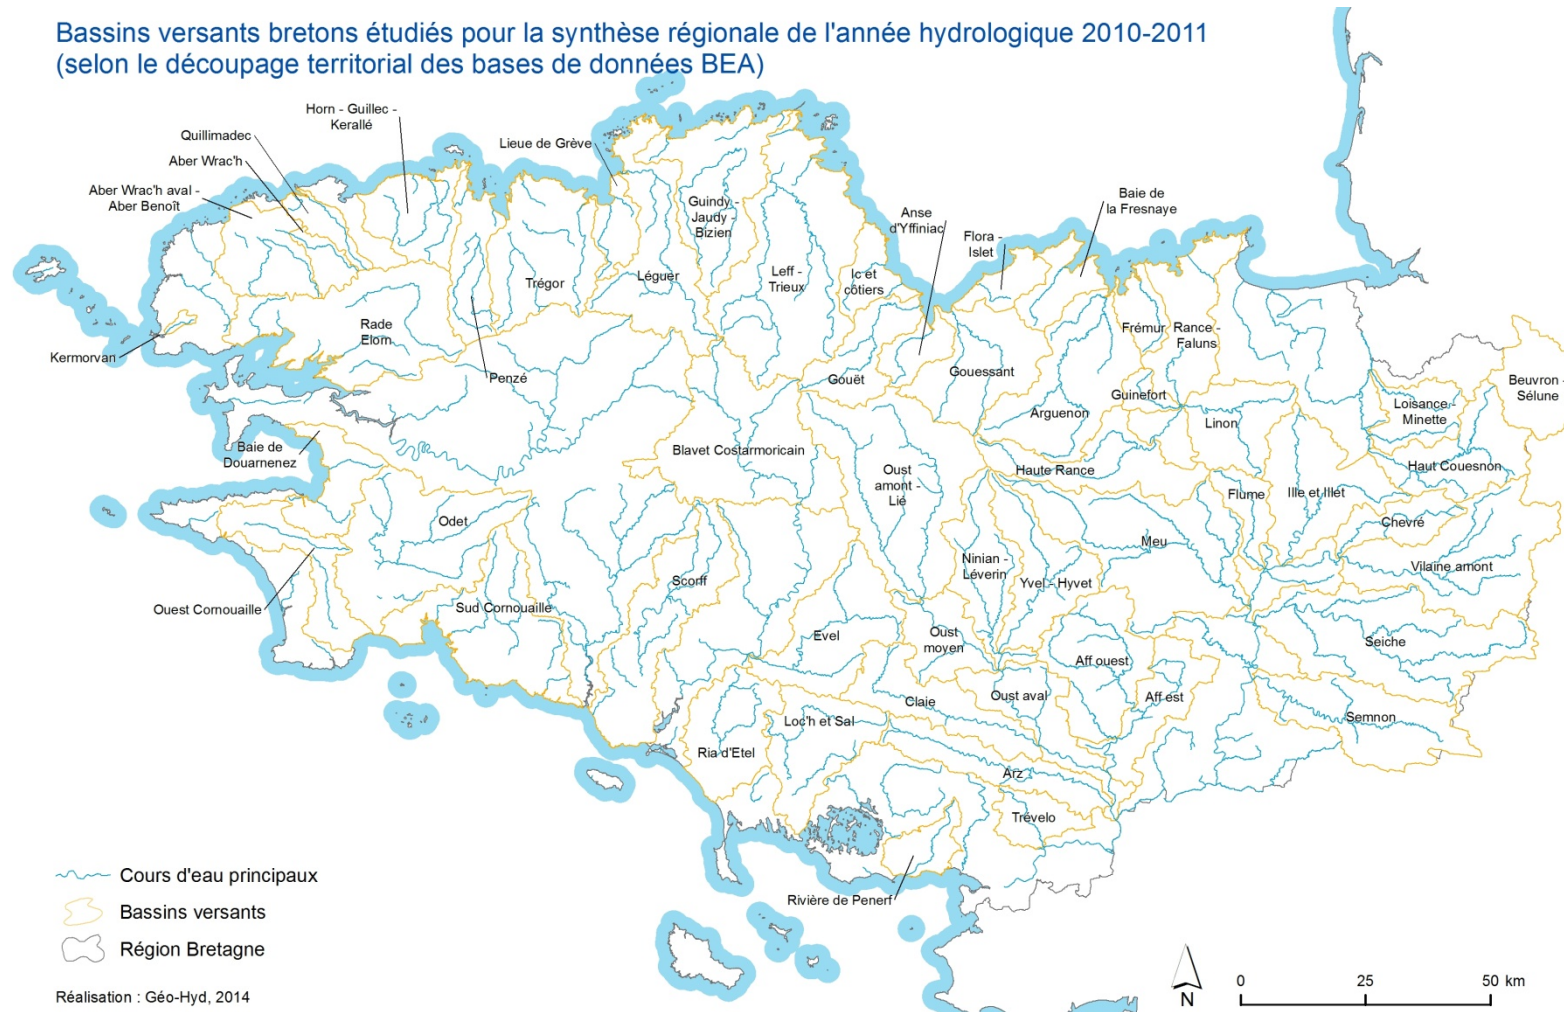 Bassins versants bretons étudiés pour la synthèse régionale de l'année hydrologique 2010-2011
(selon le découpage territorial des bases de données BEA)
Horn - Guillec -
Kerallé
Quillimadec
Lieue de Grève
Aber Wrac'h
Aber Wrac'h aval -
Aber Benoît
Guindy -
Jaudy -
Bizien
Baie de
la Fresnaye
Anse
d'Yffiniac
Flora -
Islet
Trégor
Léguer
Leff -
Trieux
Ic et
côtiers
Rade
Elorn
Frémur
Rance -
Faluns
Kermorvan
Penzé
Gouët
Gouessant
Beuvron -
Sélune
Guinefort
Arguenon
Linon
Loisance -
Minette
Baie de
Douarnenez
Blavet Costarmoricain
Oust
amont -
Lié
Haute Rance
Haut Couesnon
Flume
Ille et Illet
Odet
Chevré
Meu
Ninian -
Léverin
Yvel - Hyvet
Vilaine amont
Scorff
Ouest Cornouaille
Sud Cornouaille
Evel
Oust
moyen
Seiche
Aff ouest
Oust aval
Aff est
Claie
Semnon
Loc'h et Sal
Ria d'Etel
Arz
Trévelo
Rivière de Penerf
Cours d'eau principaux
Bassins versants
Région Bretagne
Réalisation : Géo-Hyd, 2014
N
0 25 50 km